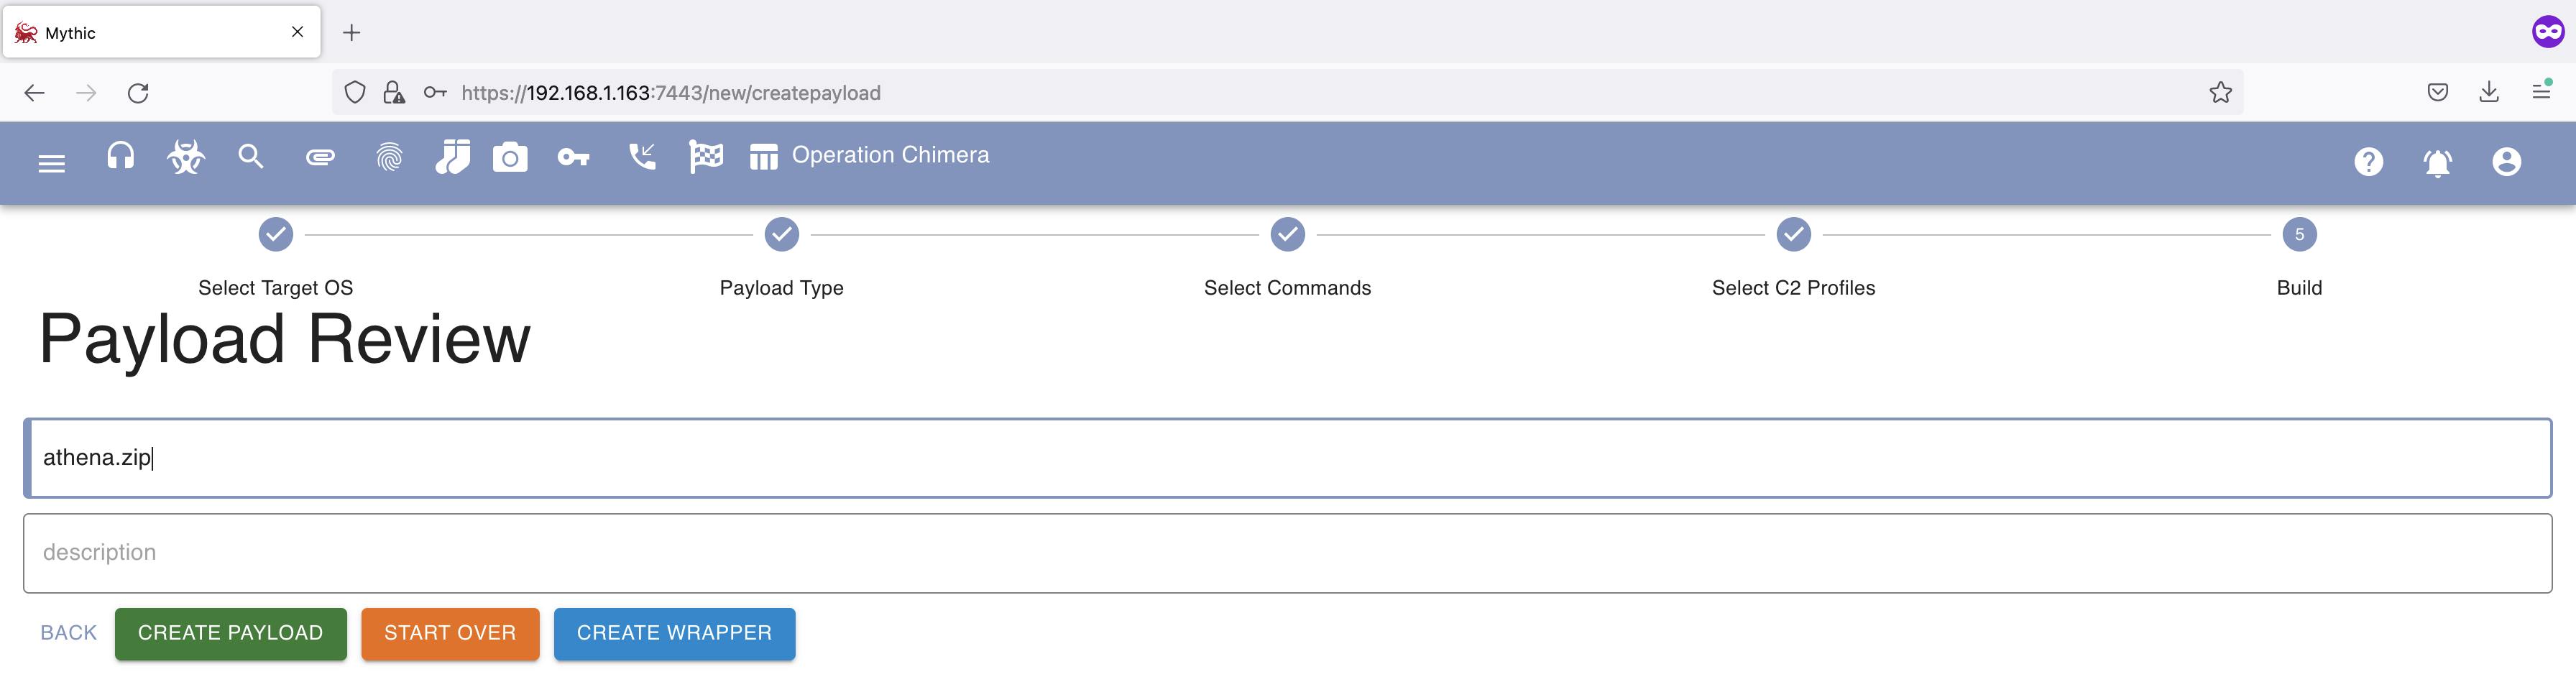 Mythic
https://192.168.1.163:7443/new/createpayload
Operation Chimera
5
Select Target OS
Payload Type
Select Commands
Select C2 Profiles
Build
Payload Review
athena.zip
description
BACK
CREATE PAYLOAD
START OVER
CREATE WRAPPER